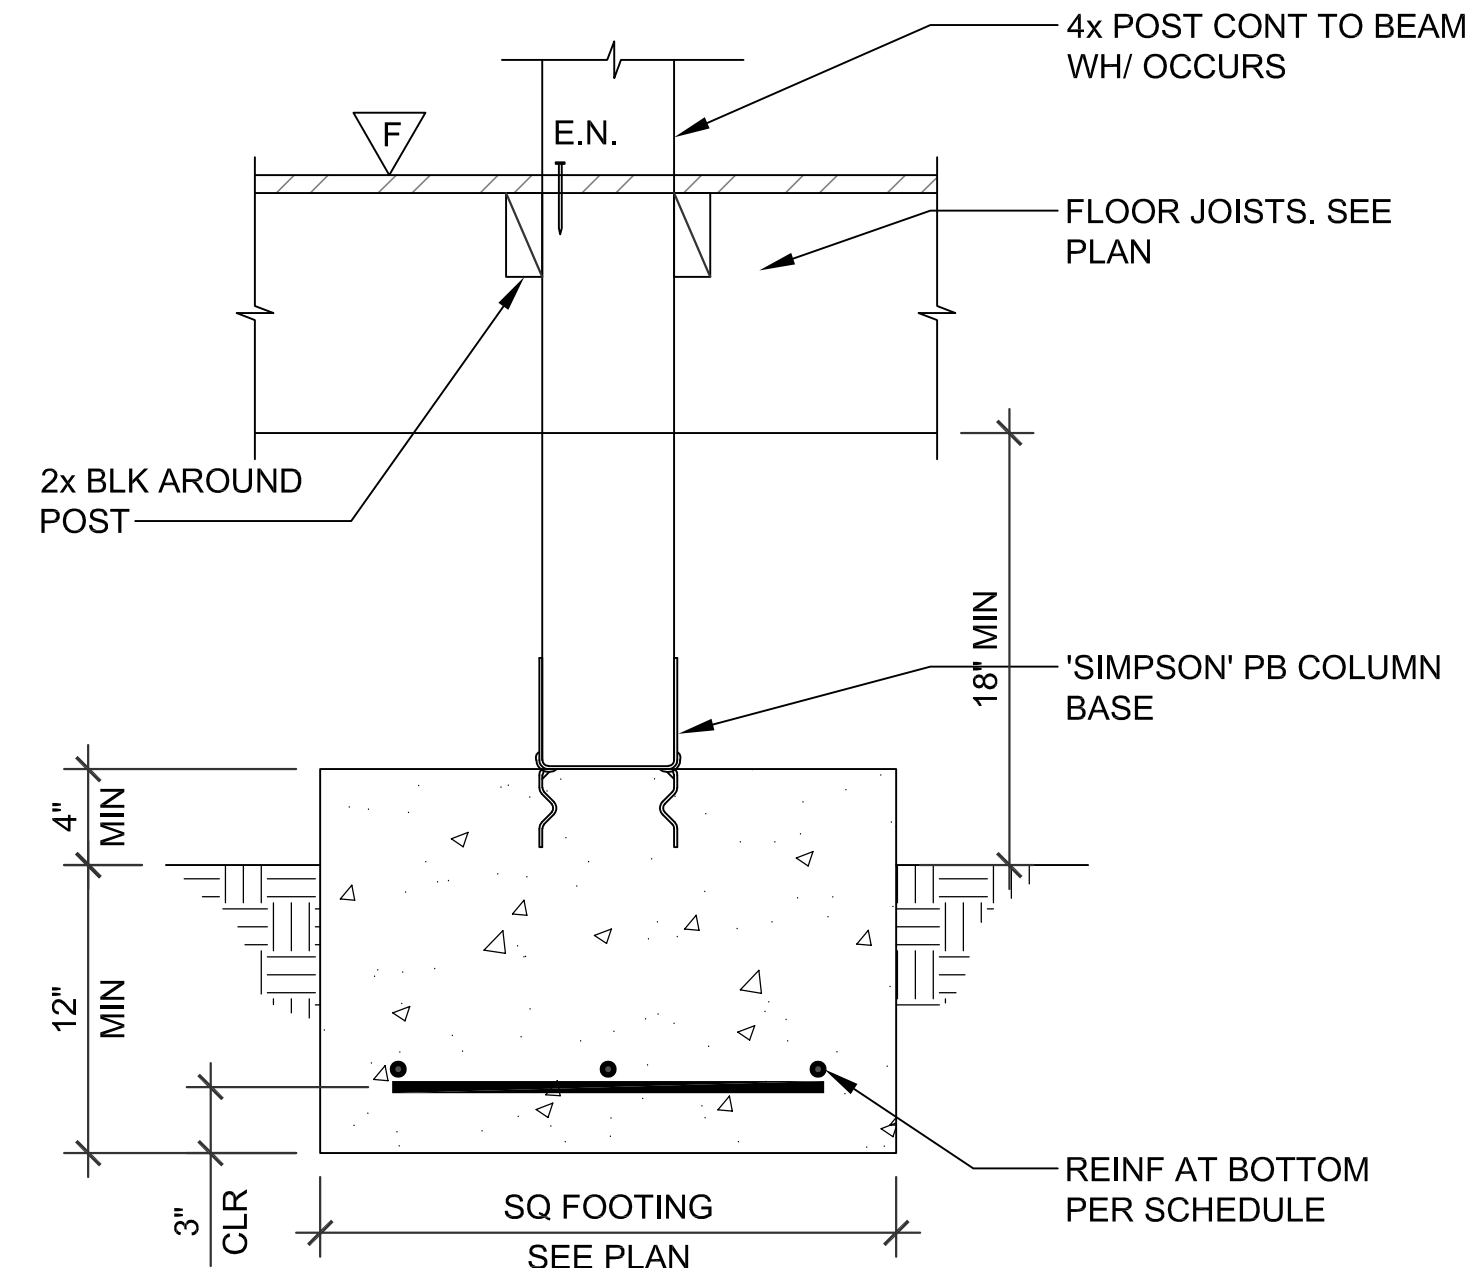 4x POST CONT TO BEAM
WH/ OCCURS
F
E.N.
FLOOR JOISTS. SEE
PLAN
2x BLK AROUND
POST
18" MIN
'SIMPSON' PB COLUMN
BASE
4"
MIN
12"
MIN
3"
CLR
REINF AT BOTTOM
PER SCHEDULE
SQ FOOTING
SEE PLAN